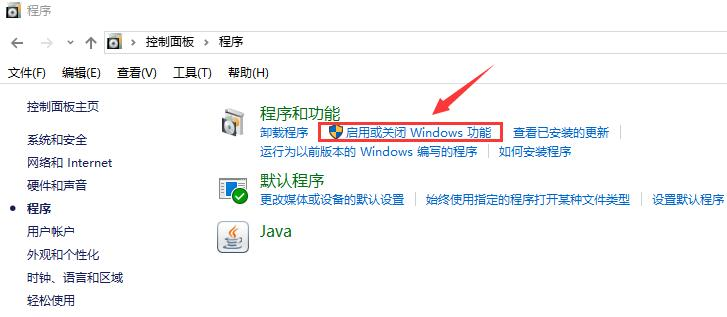 程序
控制面板 > 程序
文件(F) 编辑(E) 查看(V) 工具(T) 帮助(H)
控制面板主页
系统和安全
网络和 Internet
硬件和声音
程序
用户帐户
外观和个性化
时钟、语言和区域
轻松使用
程序和功能
卸载程序 启用或关闭 Windows 功能 查看已安装的更新
运行为以前版本的 Windows 编写的程序 如何安装程序
默认程序
更改媒体或设备的默认设置 始终使用指定的程序打开某种文件类型 设置默认程序
Java